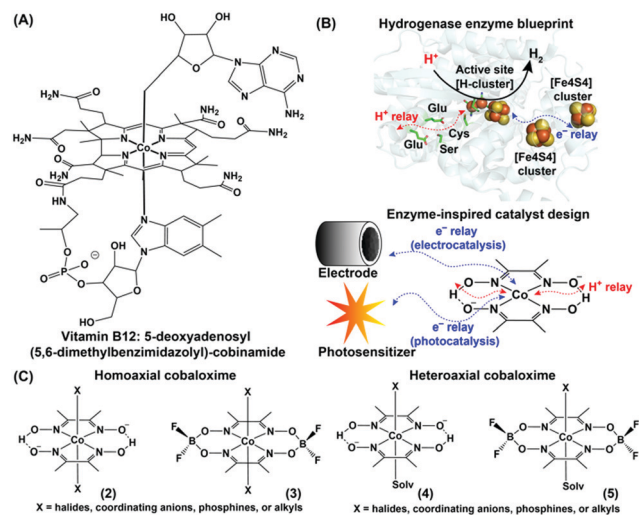 (A)
HO
OH
O
N
N
N
N
NH2
H2N
O
O
NH2
H2N
O
O
NH2
N
N
Co
N
N
O
NH2
O
NH2
O
HN
N
N
O
P
O
O
O
OH
O
HO
Vitamin B12: 5-deoxyadenosyl
(5,6-dimethylbenzimidazolyl)-cobinamide
(B)
Hydrogenase enzyme blueprint
H+
H2
Active site
[H-cluster]
[Fe4S4]
cluster
H+ relay
Glu
Cys
Glu
Ser
e− relay
[Fe4S4]
cluster
Enzyme-inspired catalyst design
e− relay
(electrocatalysis)
Electrode
O
N
N
O−
H
Co
H
H+ relay
O
N
N
O
e− relay
(photocatalysis)
Photosensitizer
(C)
Homoaxial cobaloxime
Heteroaxial cobaloxime
X
O
N
N
O−
H
Co
H
O−
N
N
O
X
(2)
X
F
O
N
N
O
F
B
Co
B
F
O
N
N
O
F
X
(3)
X = halides, coordinating anions, phosphines, or alkyls
X
O
N
N
O−
H
Co
H
O−
N
N
O
Solv
(4)
X
F
O
N
N
O
F
B
Co
B
F
O
N
N
O
F
Solv
(5)
X = halides, coordinating anions, phosphines, or alkyls